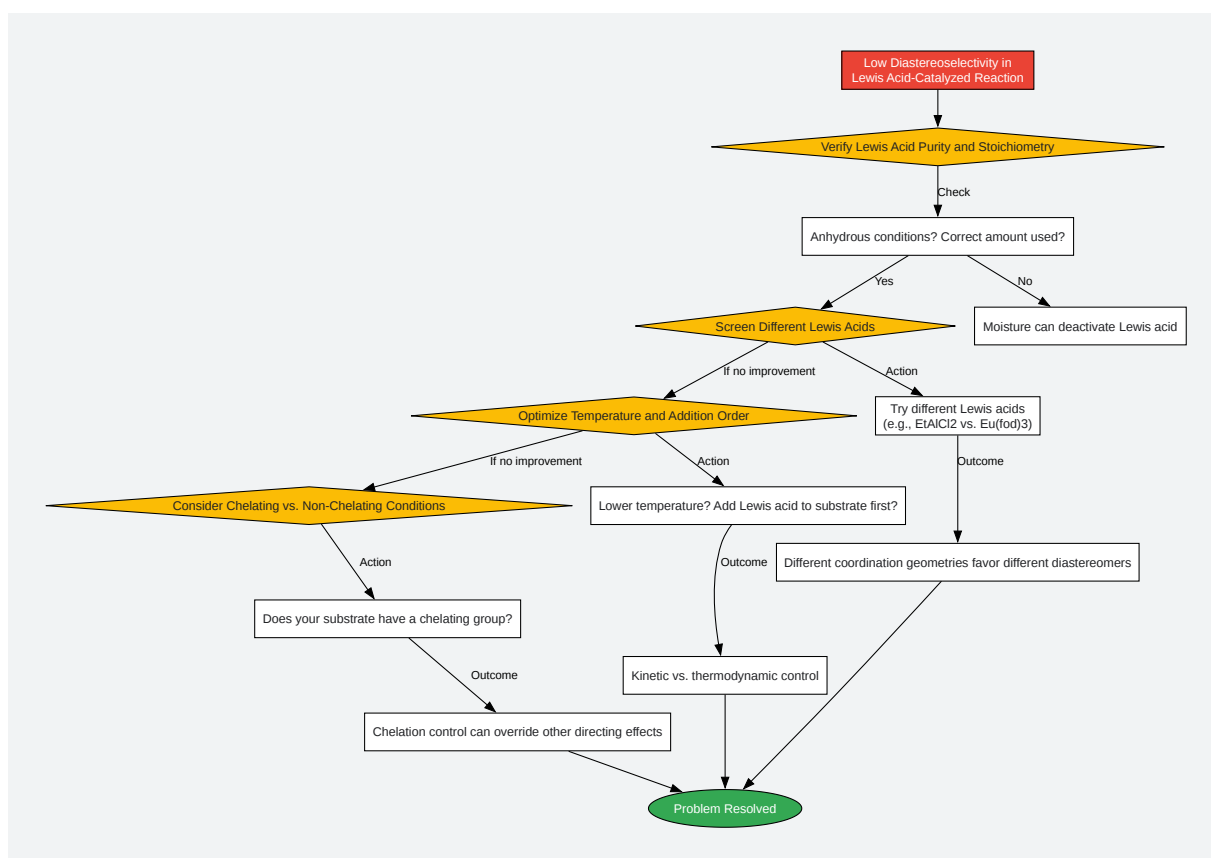 Low Diastereoselectivity in
Lewis Acid-Catalyzed Reaction
Verify Lewis Acid Purity and Stoichiometry
Check
Anhydrous conditions? Correct amount used?
Yes
No
Screen Different Lewis Acids
Moisture can deactivate Lewis acid
If no improvement
Action
Optimize Temperature and Addition Order
Try different Lewis acids
(e.g., EtAlCl2 vs. Eu(fod)3)
If no improvement
Action
Outcome
Consider Chelating vs. Non-Chelating Conditions
Lower temperature? Add Lewis acid to substrate first?
Action
Outcome
Different coordination geometries favor different diastereomers
Does your substrate have a chelating group?
Outcome
Kinetic vs. thermodynamic control
Chelation control can override other directing effects
Problem Resolved